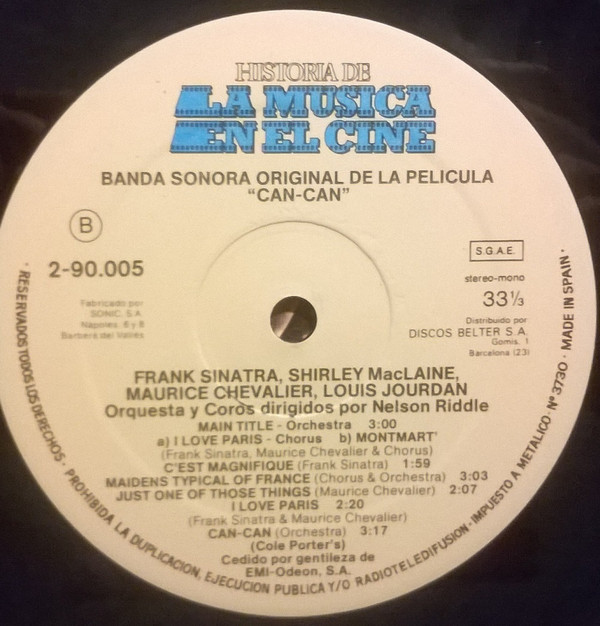 HISTORIA DE
LA MUSICA
EN EL CINE
BANDA SONORA ORIGINAL DE LA PELICULA
"CAN-CAN"
B
2-90.005
Fabricado por
SONIC, S.A.
Nápoles, 6 y 8
Barberá del Vallés
S.G.A.E.
stereo-mono
33⅓
Distribuido por
DISCOS BELTER S.A.
Gomis, 1
Barcelona (23)
FRANK SINATRA, SHIRLEY MacLAINE,
MAURICE CHEVALIER, LOUIS JOURDAN
Orquesta y Coros dirigidos por Nelson Riddle
MAIN TITLE - Orchestra 3:00
a) I LOVE PARIS - Chorus b) MONTMART'
(Frank Sinatra, Maurice Chevalier & Chorus)
C'EST MAGNIFIQUE (Frank Sinatra) 1:59
MAIDENS TYPICAL OF FRANCE (Chorus & Orchestra) 3:03
JUST ONE OF THOSE THINGS (Maurice Chevalier) 2:07
I LOVE PARIS 2:20
(Frank Sinatra & Maurice Chevalier)
CAN-CAN (Orchestra) 3:17
(Cole Porter's)
Cedido por gentileza de
EMI-Odeon, S.A.
· RESERVADOS TODOS LOS DERECHOS · PROHIBIDA LA DUPLICACION, EJECUCION PUBLICA Y/O RADIOTELEDIFUSION · IMPUESTO A METALICO · Nº 3730 · MADE IN SPAIN ·